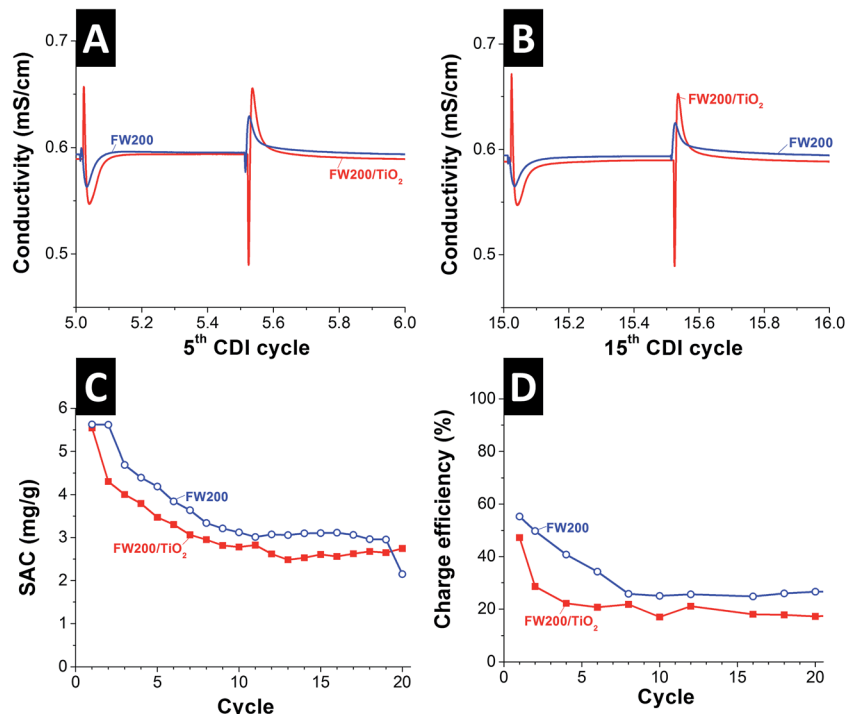 A
Conductivity (mS/cm)
0.7
0.6
0.5
FW200
FW200/TiO₂
5.0 5.2 5.4 5.6 5.8 6.0
5th CDI cycle
B
Conductivity (mS/cm)
0.7
0.6
0.5
FW200/TiO₂
FW200
15.0 15.2 15.4 15.6 15.8 16.0
15th CDI cycle
C
SAC (mg/g)
6
5
4
3
2
1
0
FW200
FW200/TiO₂
0 5 10 15 20
Cycle
D
Charge efficiency (%)
100
80
60
40
20
0
FW200
FW200/TiO₂
0 5 10 15 20
Cycle